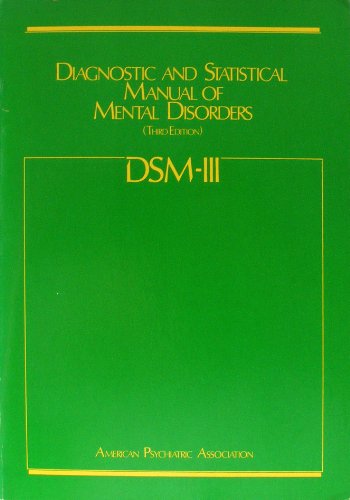 DIAGNOSTIC AND STATISTICAL
MANUAL OF
MENTAL DISORDERS
(THIRD EDITION)
DSM-III
AMERICAN PSYCHIATRIC ASSOCIATION